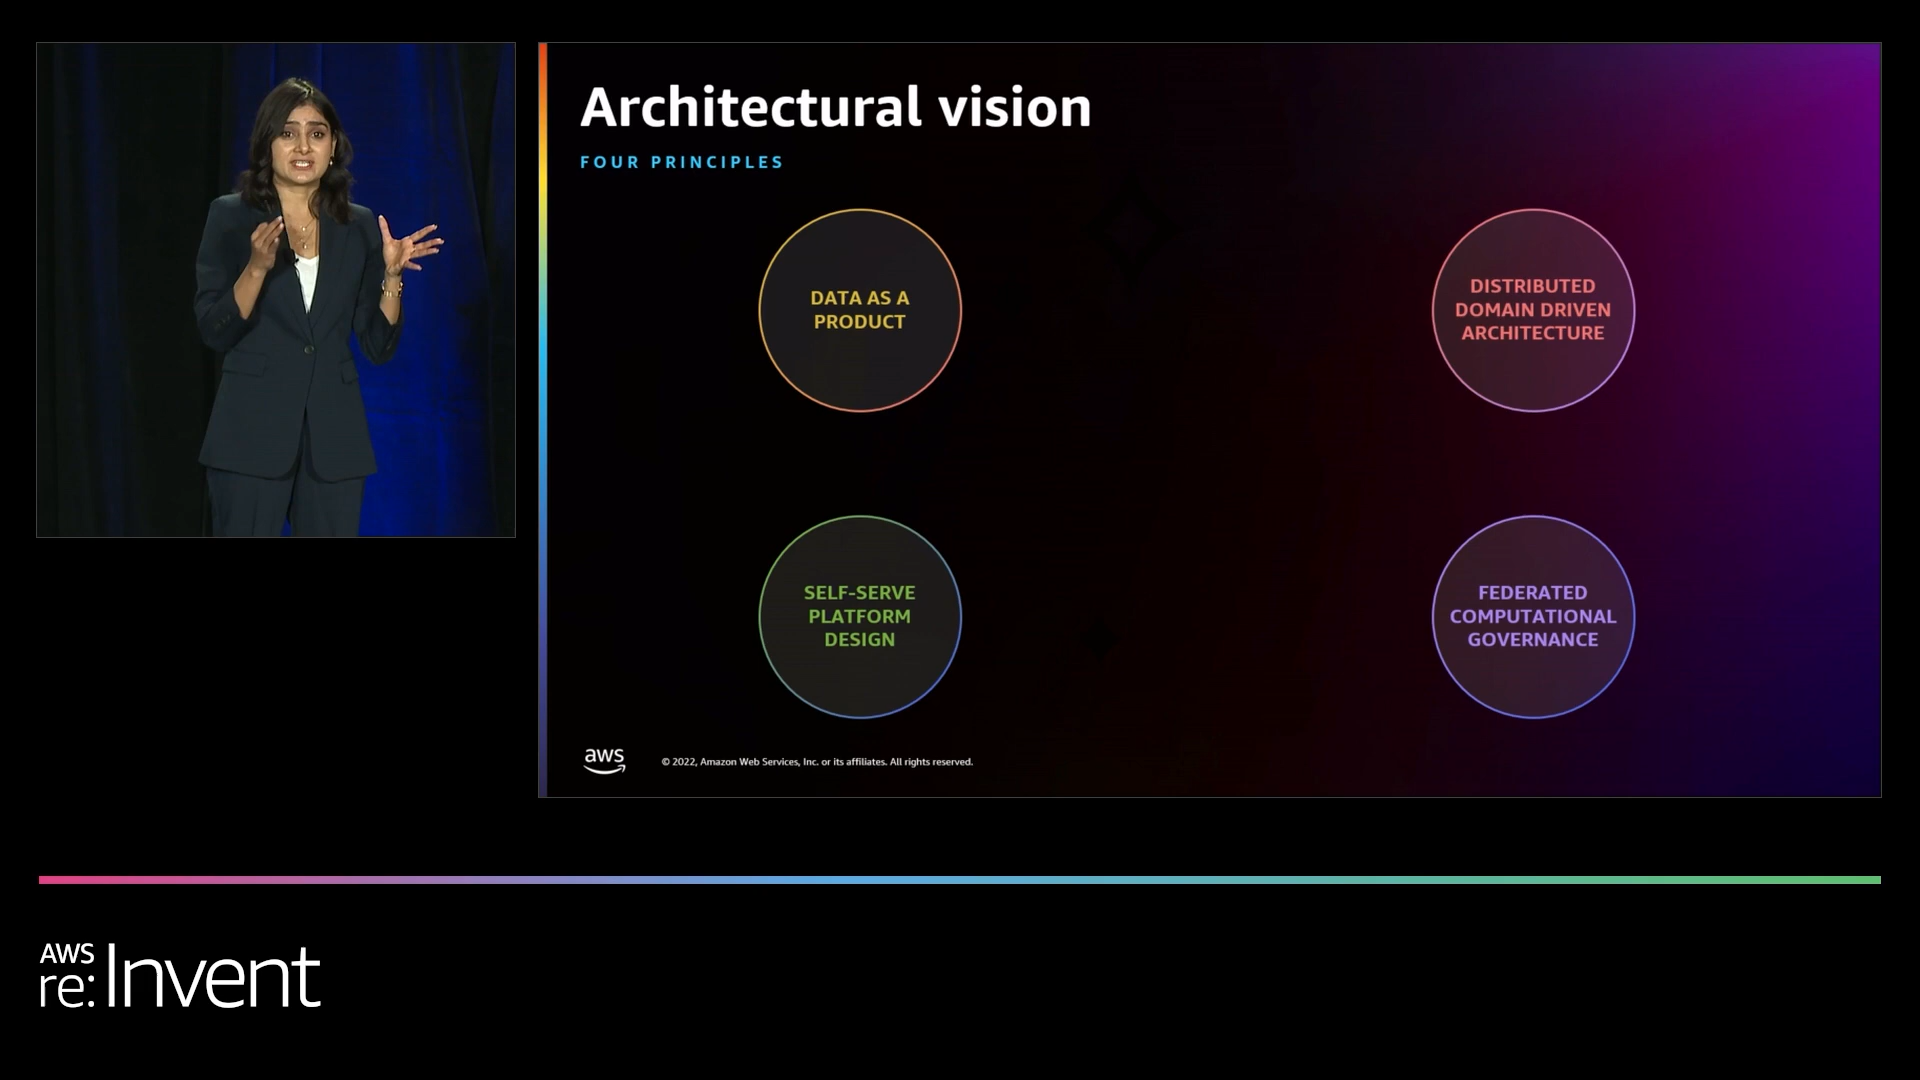 Architectural vision
FOUR PRINCIPLES
DATA AS A
PRODUCT
DISTRIBUTED
DOMAIN DRIVEN
ARCHITECTURE
SELF-SERVE
PLATFORM
DESIGN
FEDERATED
COMPUTATIONAL
GOVERNANCE
aws
© 2022, Amazon Web Services, Inc. or its affiliates. All rights reserved.
AWS
re:Invent